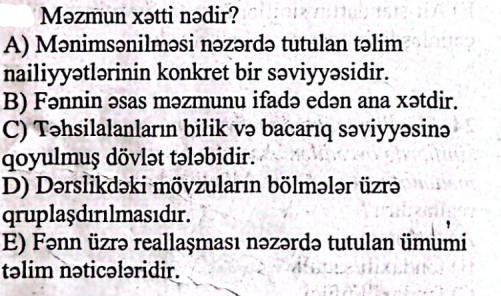 Məzmun xətti nədir?
A) Mənimsənilməsi nəzərdə tutulan təlim
nailiyyətlərinin konkret bir səviyyəsidir.
B) Fənnin əsas məzmunu ifadə edən ana xətdir.
C) Təhsilalanların bilik və bacarıq səviyyəsinə
qoyulmuş dövlət tələbidir.
D) Dərslikdəki mövzuların bölmələr üzrə
qruplaşdırılmasıdır.
E) Fənn üzrə reallaşması nəzərdə tutulan ümumi
təlim nəticələridir.